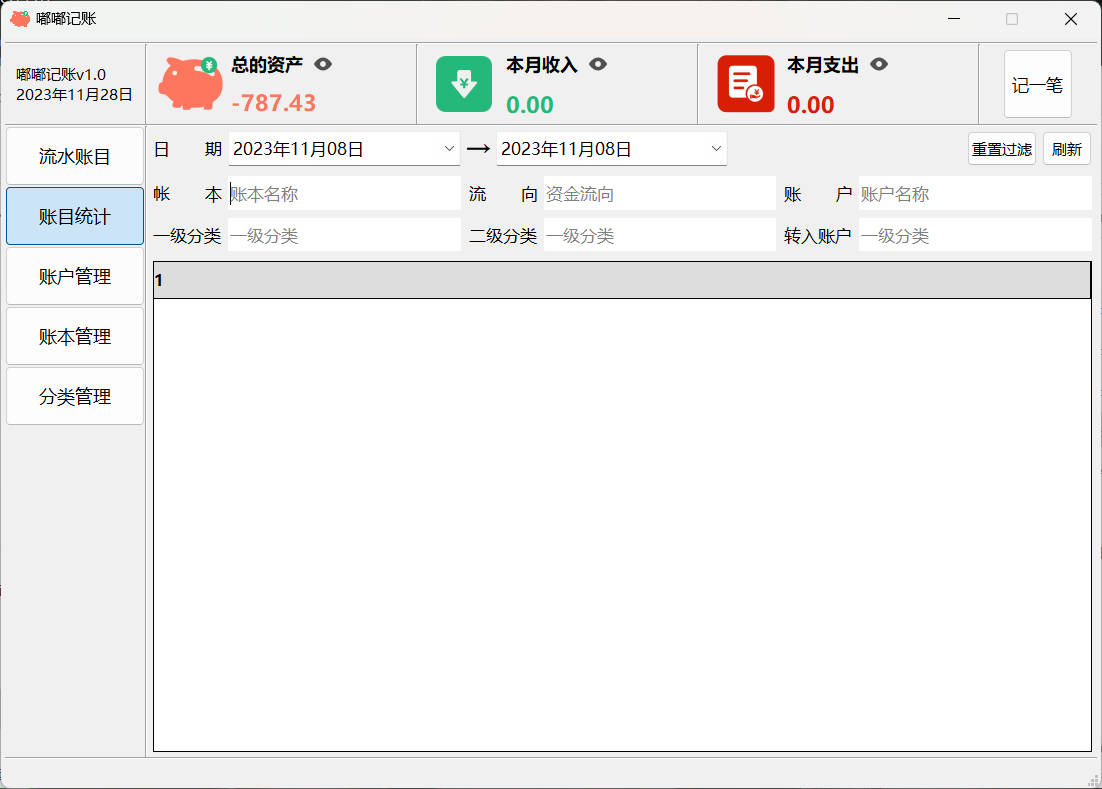 嘟嘟记账
嘟嘟记账v1.0
2023年11月28日
总的资产
-787.43
本月收入
0.00
本月支出
0.00
记一笔
流水账目
账目统计
账户管理
账本管理
分类管理
日 期 2023年11月08日 → 2023年11月08日 重置过滤 刷新
帐 本 账本名称 流 向 资金流向 账 户 账户名称
一级分类 一级分类 二级分类 一级分类 转入账户 一级分类
1